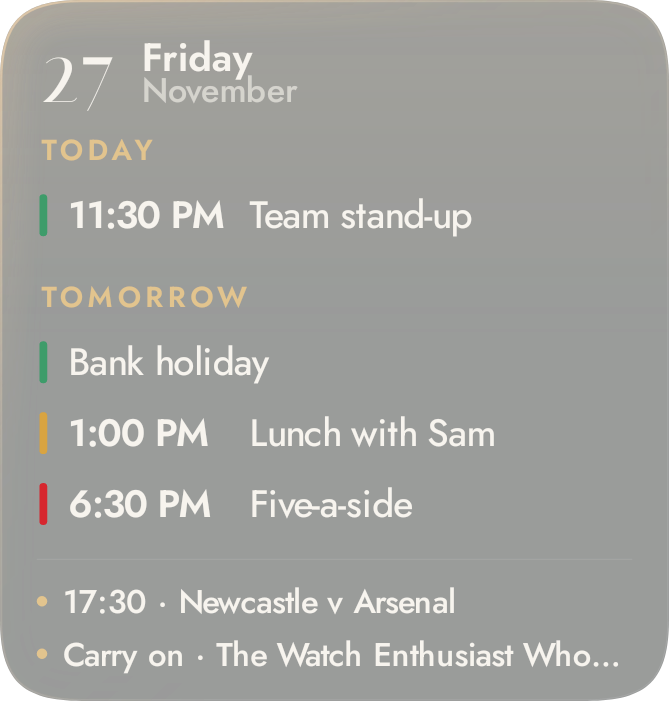 27 Friday
November
TODAY
11:30 PM Team stand-up
TOMORROW
Bank holiday
1:00 PM Lunch with Sam
6:30 PM Five-a-side
• 17:30 · Newcastle v Arsenal
• Carry on · The Watch Enthusiast Who...